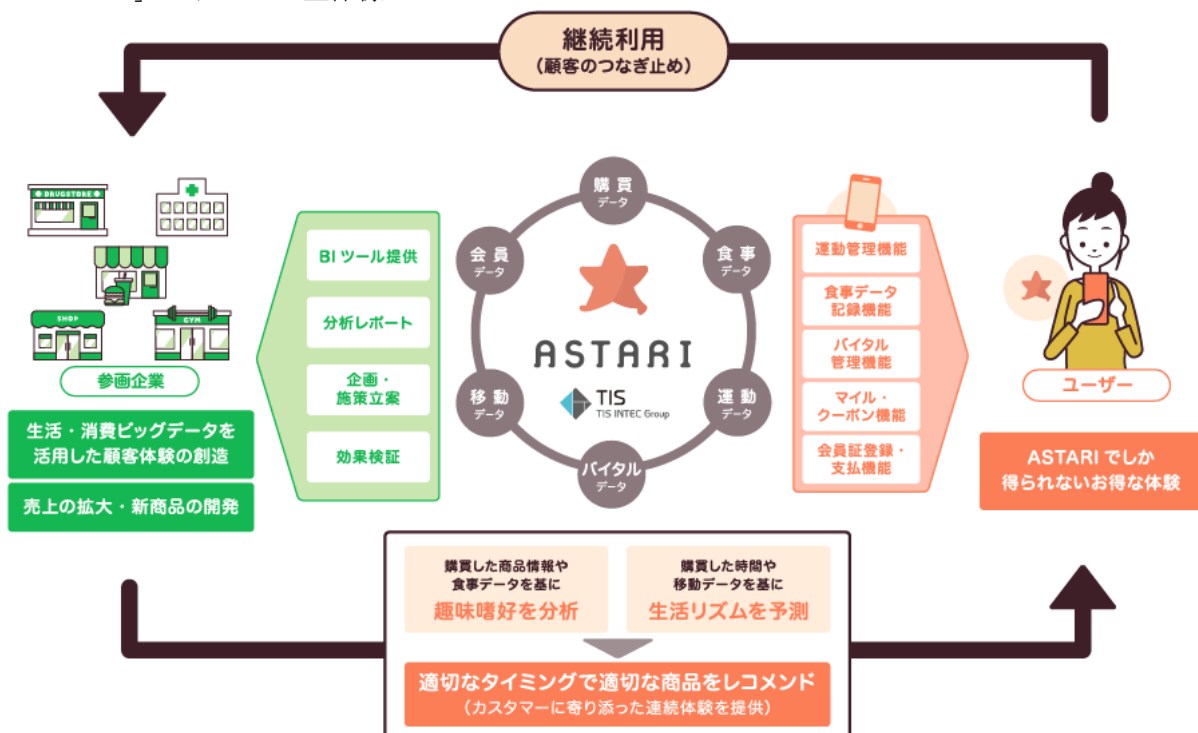 継続利用
(顧客のつなぎ止め)
DRUGSTORE
SHOP
GYM
参画企業
生活・消費ビッグデータを
活用した顧客体験の創造
売上の拡大・新商品の開発
BIツール提供
分析レポート
企画・
施策立案
効果検証
購買
データ
会員
データ
食事
データ
移動
データ
運動
データ
バイタル
データ
ASTARI
TIS
TIS INTEC Group
運動管理機能
食事データ
記録機能
バイタル
管理機能
マイル・
クーポン機能
会員証登録・
支払機能
ユーザー
ASTARIでしか
得られないお得な体験
購買した商品情報や
食事データを基に
趣味嗜好を分析
購買した時間や
移動データを基に
生活リズムを予測
適切なタイミングで適切な商品をレコメンド
(カスタマーに寄り添った連続体験を提供)